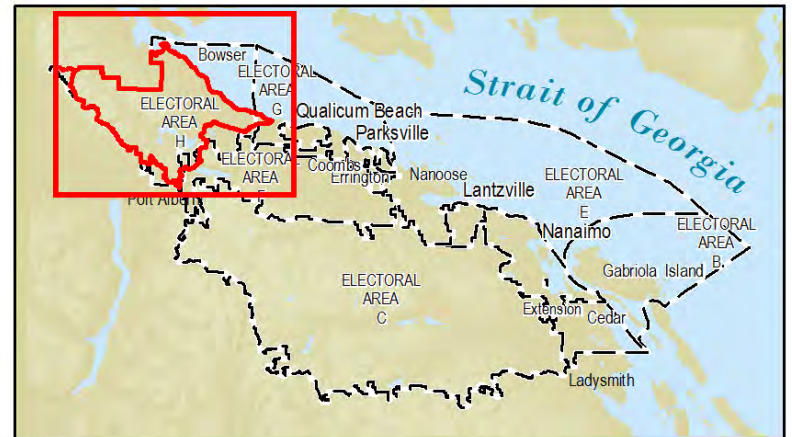 Bowser
ELECTORAL
AREA
G
ELECTORAL
AREA
H
Qualicum Beach
Parksville
Strait of Georgia
ELECTORAL
AREA
Coombs
Errington
Nanoose
Port Alberni
Lantzville
ELECTORAL
AREA
E
Nanaimo
ELECTORAL
AREA
B
Gabriola Island
ELECTORAL
AREA
C
Extension
Cedar
Ladysmith